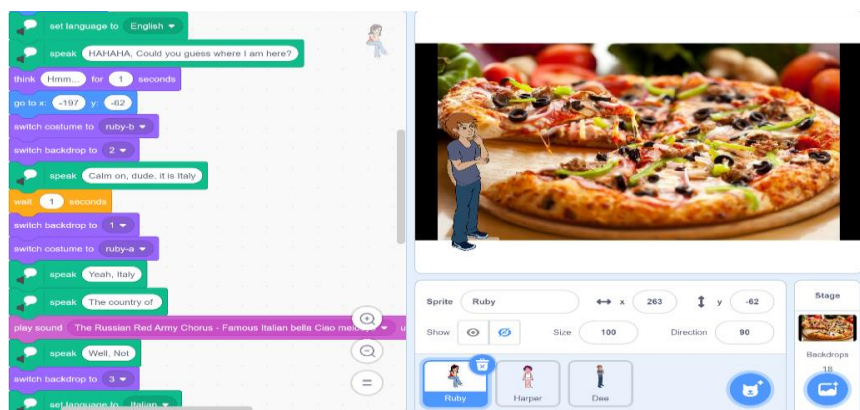 set language to English
speak HAHAHA, Could you guess where I am here?
think Hmm... for 1 seconds
go to x: -197 y: -62
switch costume to ruby-b
switch backdrop to 2
speak Calm on, dude, it is Italy
wait 1 seconds
switch backdrop to 1
switch costume to ruby-a
speak Yeah, Italy
speak The country of
play sound The Russian Red Army Chorus - Famous Italian bella Ciao
speak Well, Not
switch backdrop to 3
set language to Italian
Sprite Ruby x 263 y -62
Show Size 100 Direction 90
Ruby Harper Dee
Stage
Backdrops
18